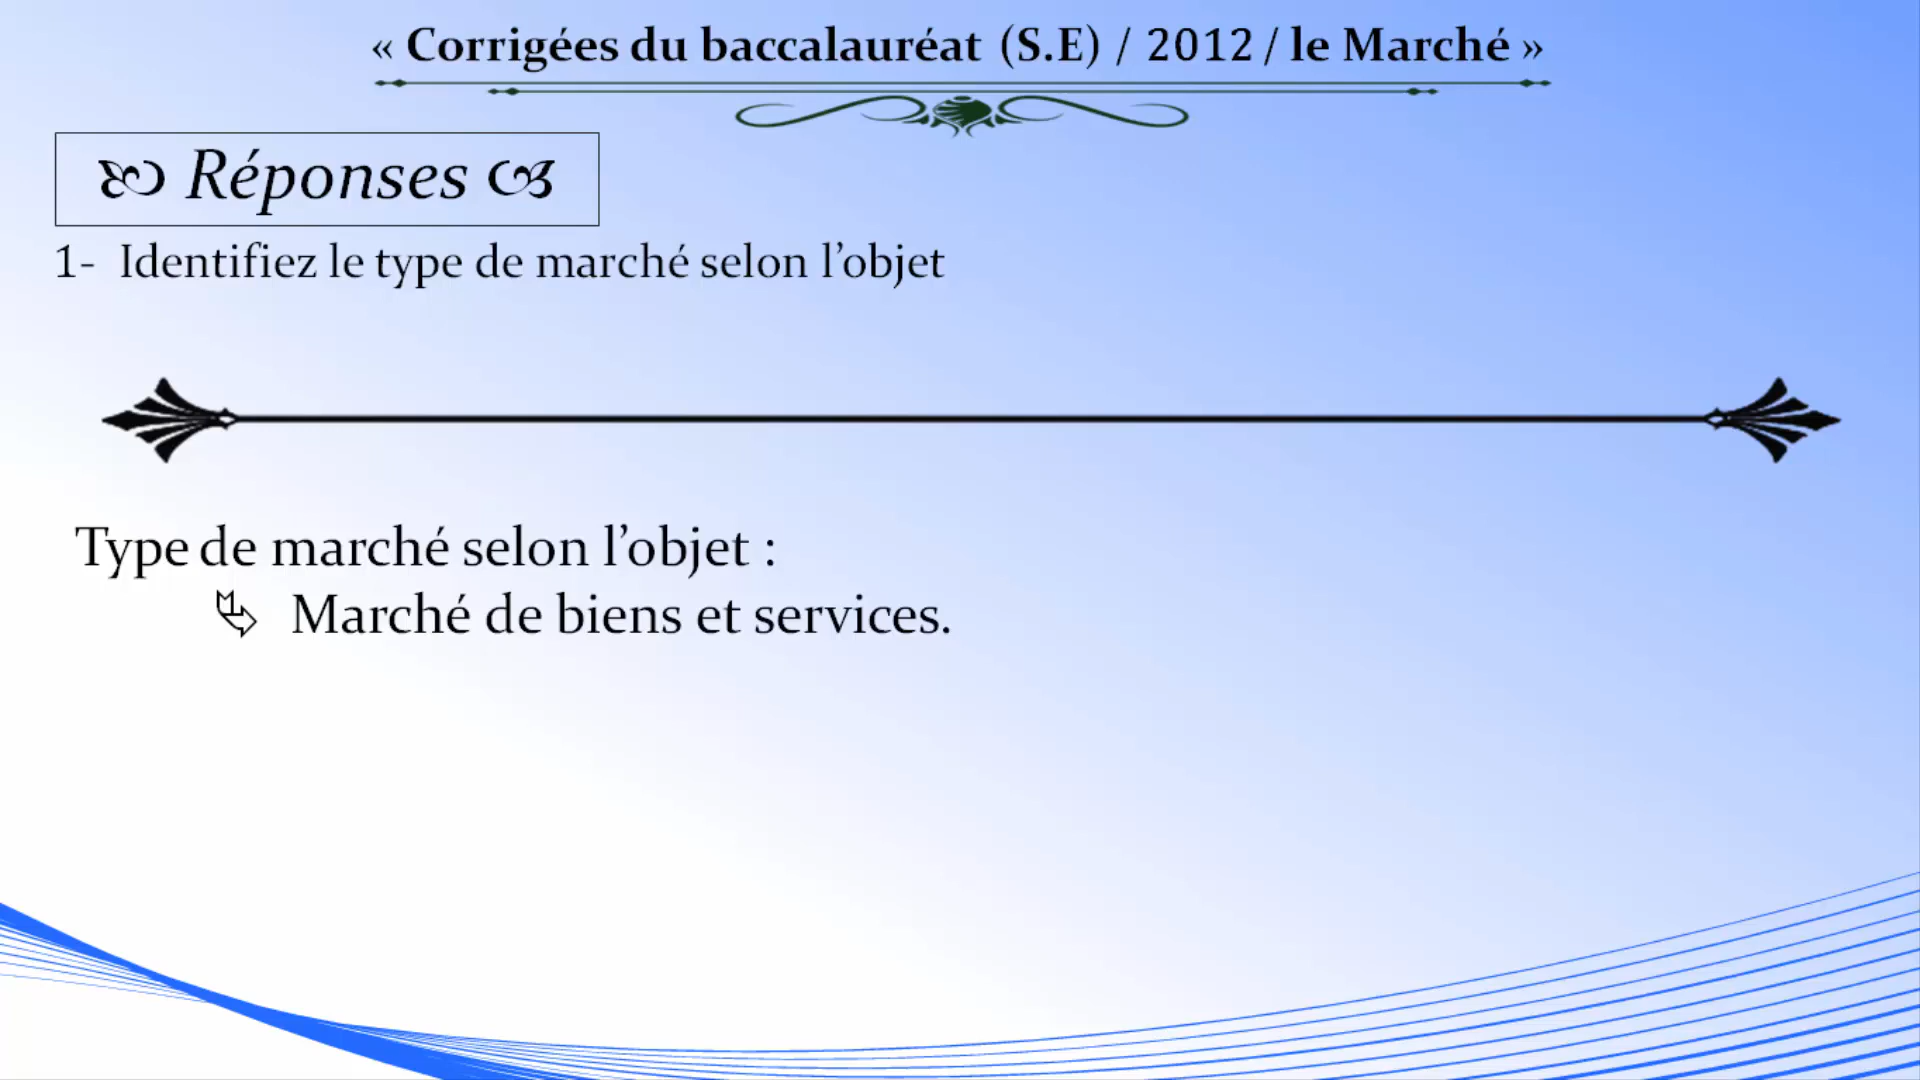 « Corrigées du baccalauréat (S.E) / 2012 / le Marché »
Réponses
1- Identifiez le type de marché selon l’objet
Type de marché selon l’objet :
Marché de biens et services.